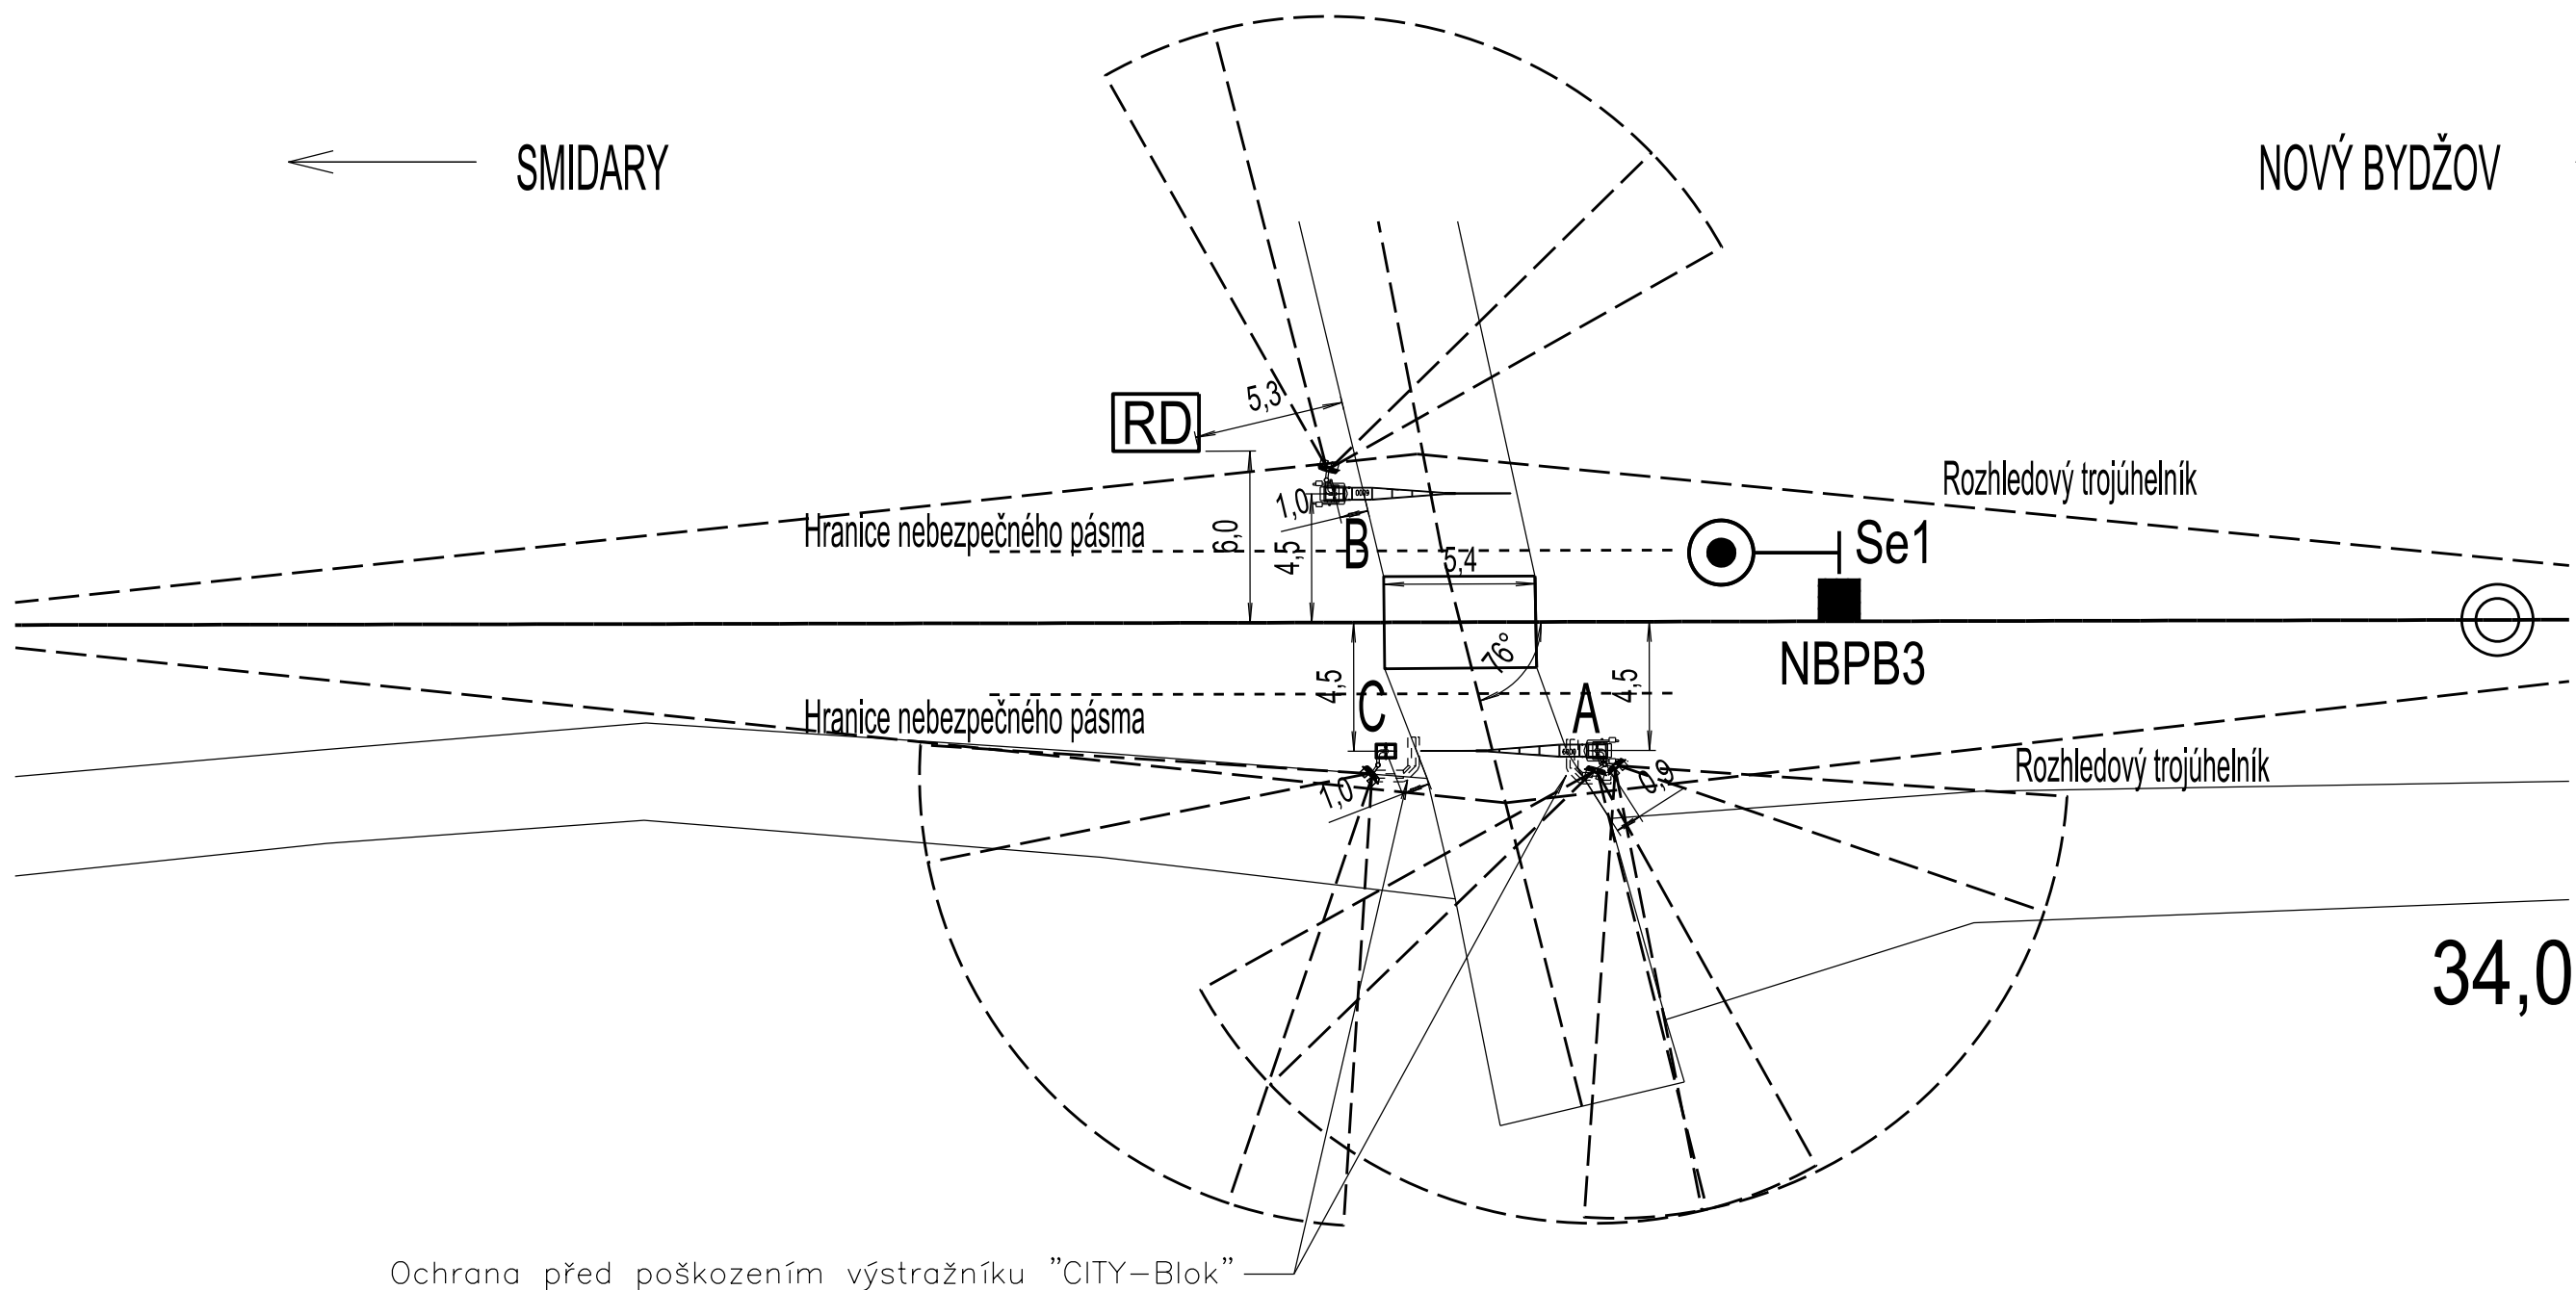 SMIDARY
NOVÝ BYDŽOV
5,3
RD
Rozhledový trojúhelník
1,0
Hranice nebezpečného pásma
6,0
4,5
B
5,4
Se1
76°
NBPB3
4,5
C
A
4,5
Hranice nebezpečného pásma
Rozhledový trojúhelník
1,0
0,9
34,0
Ochrana před poškozením výstražníku "CITY-Blok"